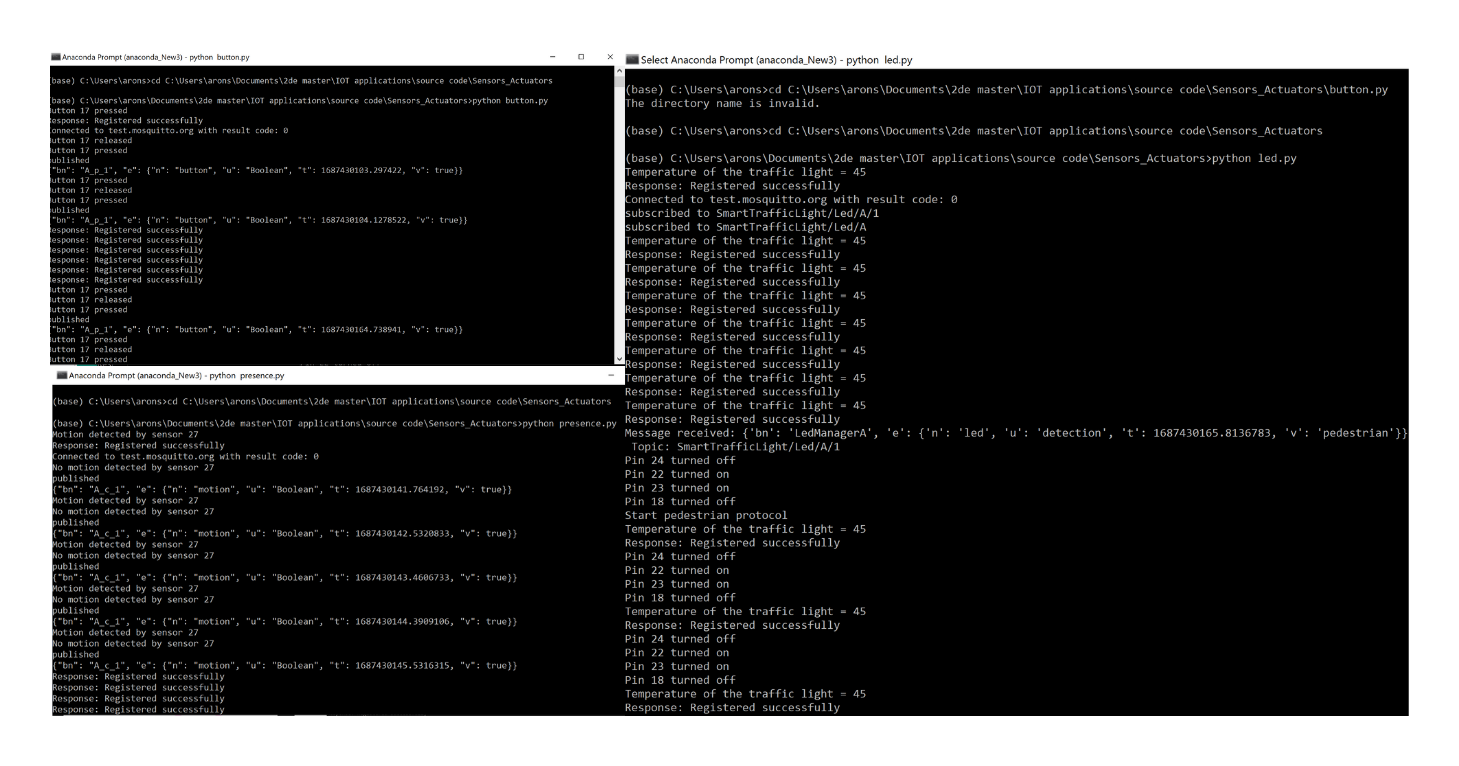 Anaconda Prompt (anaconda_New3) - python button.py
(base) C:\Users\arons>cd C:\Users\arons\Documents\2de master\IOT applications\source code\Sensors_Actuators
(base) C:\Users\arons\Documents\2de master\IOT applications\source code\Sensors_Actuators>python button.py
utton 17 pressed
esponse: Registered successfully
onnected to test.mosquitto.org with result code: 0
utton 17 released
utton 17 pressed
ublished
"bn": "A_p_1", "e": {"n": "button", "u": "Boolean", "t": 1687430103.297422, "v": true}}
utton 17 pressed
utton 17 released
utton 17 pressed
ublished
"bn": "A_p_1", "e": {"n": "button", "u": "Boolean", "t": 1687430104.1278522, "v": true}}
Response: Registered successfully
esponse: Registered successfully
esponse: Registered successfully
esponse: Registered successfully
esponse: Registered successfully
esponse: Registered successfully
utton 17 pressed
utton 17 released
utton 17 pressed
ublished
"bn": "A_p_1", "e": {"n": "button", "u": "Boolean", "t": 1687430164.738941, "v": true}}
utton 17 pressed
utton 17 released
utton 17 pressed
Anaconda Prompt (anaconda_New3) - python presence.py
(base) C:\Users\arons>cd C:\Users\arons\Documents\2de master\IOT applications\source code\Sensors_Actuators
(base) C:\Users\arons\Documents\2de master\IOT applications\source code\Sensors_Actuators>python presence.py
Motion detected by sensor 27
Response: Registered successfully
Connected to test.mosquitto.org with result code: 0
No motion detected by sensor 27
published
{"bn": "A_c_1", "e": {"n": "motion", "u": "Boolean", "t": 1687430141.764192, "v": true}}
Motion detected by sensor 27
No motion detected by sensor 27
published
{"bn": "A_c_1", "e": {"n": "motion", "u": "Boolean", "t": 1687430142.5320833, "v": true}}
Motion detected by sensor 27
No motion detected by sensor 27
published
{"bn": "A_c_1", "e": {"n": "motion", "u": "Boolean", "t": 1687430143.4606733, "v": true}}
Motion detected by sensor 27
No motion detected by sensor 27
published
{"bn": "A_c_1", "e": {"n": "motion", "u": "Boolean", "t": 1687430144.3909106, "v": true}}
Motion detected by sensor 27
No motion detected by sensor 27
published
{"bn": "A_c_1", "e": {"n": "motion", "u": "Boolean", "t": 1687430145.5316315, "v": true}}
Response: Registered successfully
Response: Registered successfully
Response: Registered successfully
Response: Registered successfully
Select Anaconda Prompt (anaconda_New3) - python led.py
(base) C:\Users\arons>cd C:\Users\arons\Documents\2de master\IOT applications\source code\Sensors_Actuators\button.py
The directory name is invalid.
(base) C:\Users\arons>cd C:\Users\arons\Documents\2de master\IOT applications\source code\Sensors_Actuators
(base) C:\Users\arons\Documents\2de master\IOT applications\source code\Sensors_Actuators>python led.py
Temperature of the traffic light = 45
Response: Registered successfully
Connected to test.mosquitto.org with result code: 0
subscribed to SmartTrafficLight/Led/A/1
subscribed to SmartTrafficLight/Led/A
Temperature of the traffic light = 45
Response: Registered successfully
Temperature of the traffic light = 45
Response: Registered successfully
Temperature of the traffic light = 45
Response: Registered successfully
Temperature of the traffic light = 45
Response: Registered successfully
Temperature of the traffic light = 45
Response: Registered successfully
Temperature of the traffic light = 45
Response: Registered successfully
Temperature of the traffic light = 45
Response: Registered successfully
Message received: {'bn': 'LedManagerA', 'e': {'n': 'led', 'u': 'detection', 't': 1687430165.8136783, 'v': 'pedestrian'}}
Topic: SmartTrafficLight/Led/A/1
Pin 24 turned off
Pin 22 turned on
Pin 23 turned on
Pin 18 turned off
Start pedestrian protocol
Temperature of the traffic light = 45
Response: Registered successfully
Pin 24 turned off
Pin 22 turned on
Pin 23 turned on
Pin 18 turned off
Temperature of the traffic light = 45
Response: Registered successfully
Pin 24 turned off
Pin 22 turned on
Pin 23 turned on
Pin 18 turned off
Temperature of the traffic light = 45
Response: Registered successfully